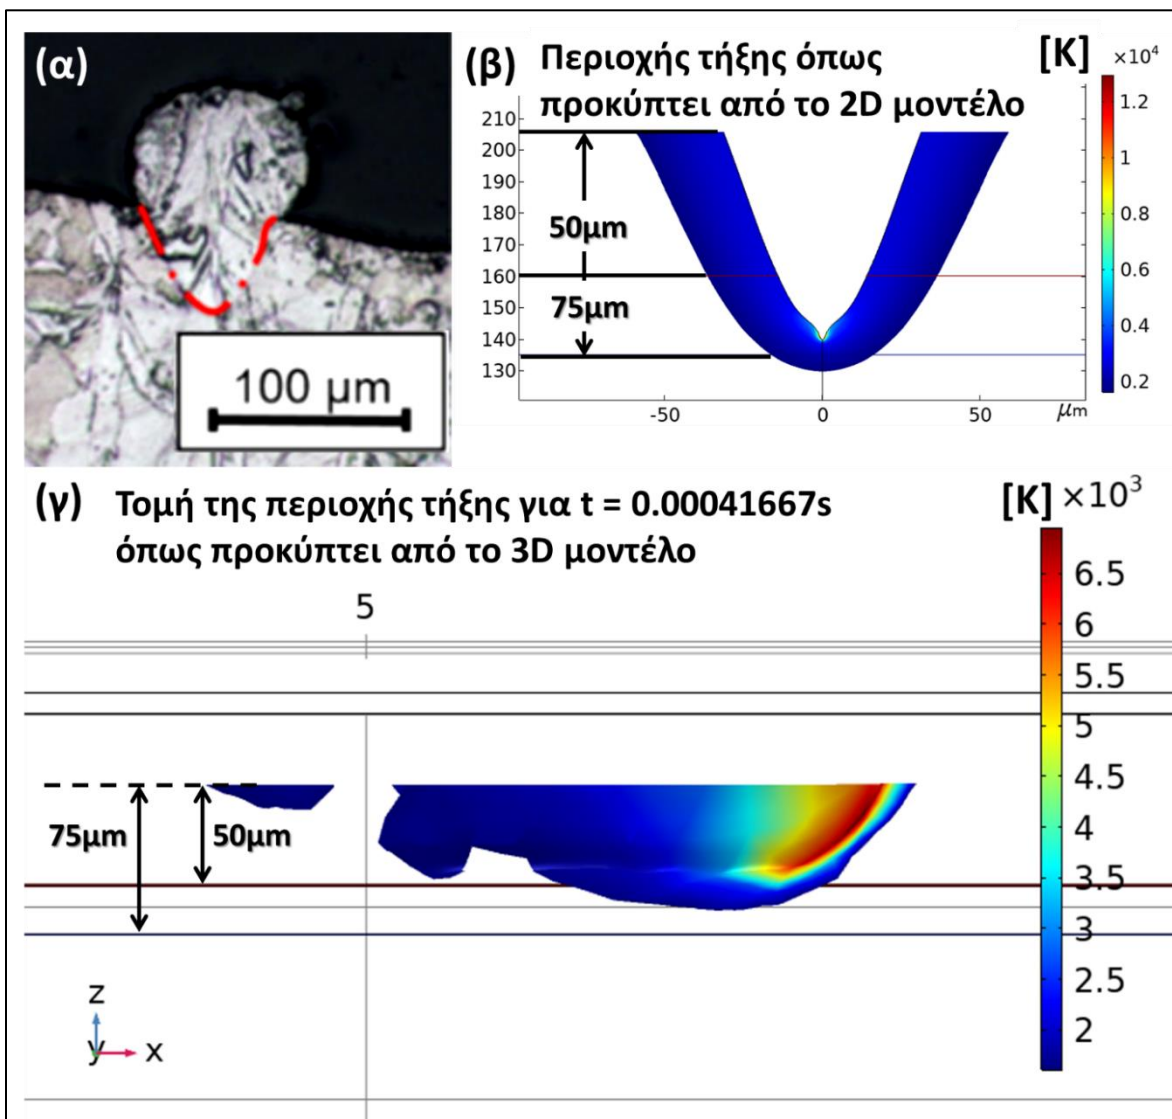 (α)
100 μm
(β) Περιοχής τήξης όπως
προκύπτει από το 2D μοντέλο
[K]
×10⁴
210
200
190
180
170
160
150
140
130
50μm
75μm
-50
0
50
μm
1.2
1
0.8
0.6
0.4
0.2
(γ) Τομή της περιοχής τήξης για t = 0.00041667s
όπως προκύπτει από το 3D μοντέλο
[K] ×10³
5
75μm
50μm
6.5
6
5.5
5
4.5
4
3.5
3
2.5
2
z
y
x